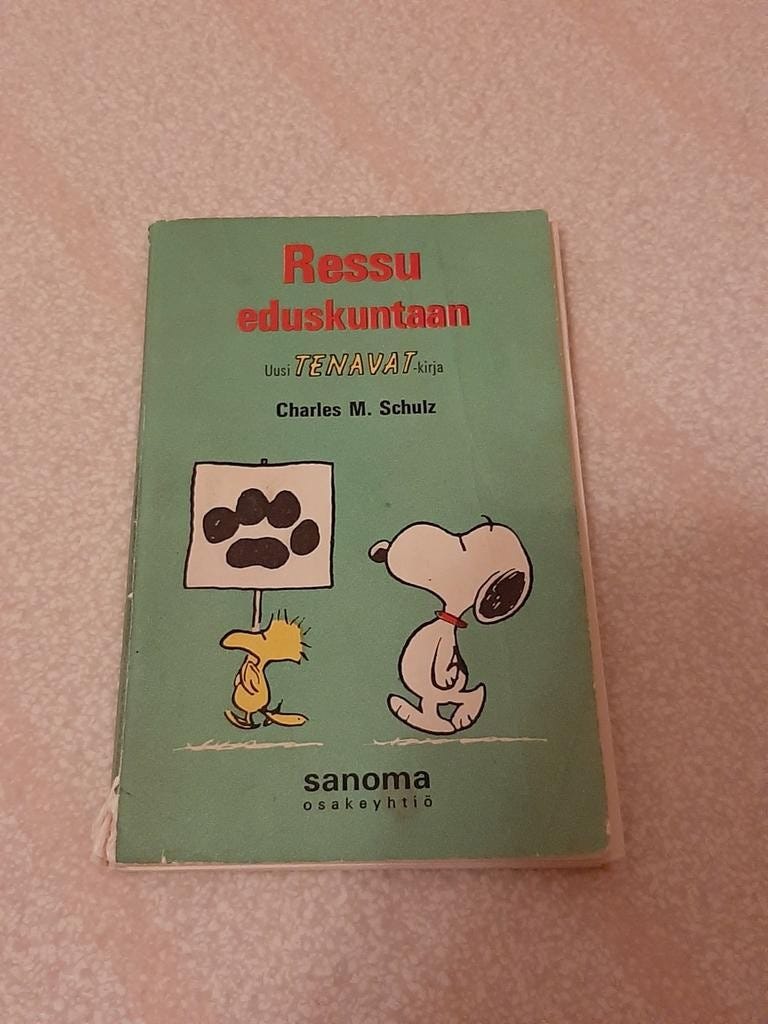 Ressu
eduskuntaan
Uusi TENAVAT-kirja
Charles M. Schulz
sanoma
osakeyhtiö